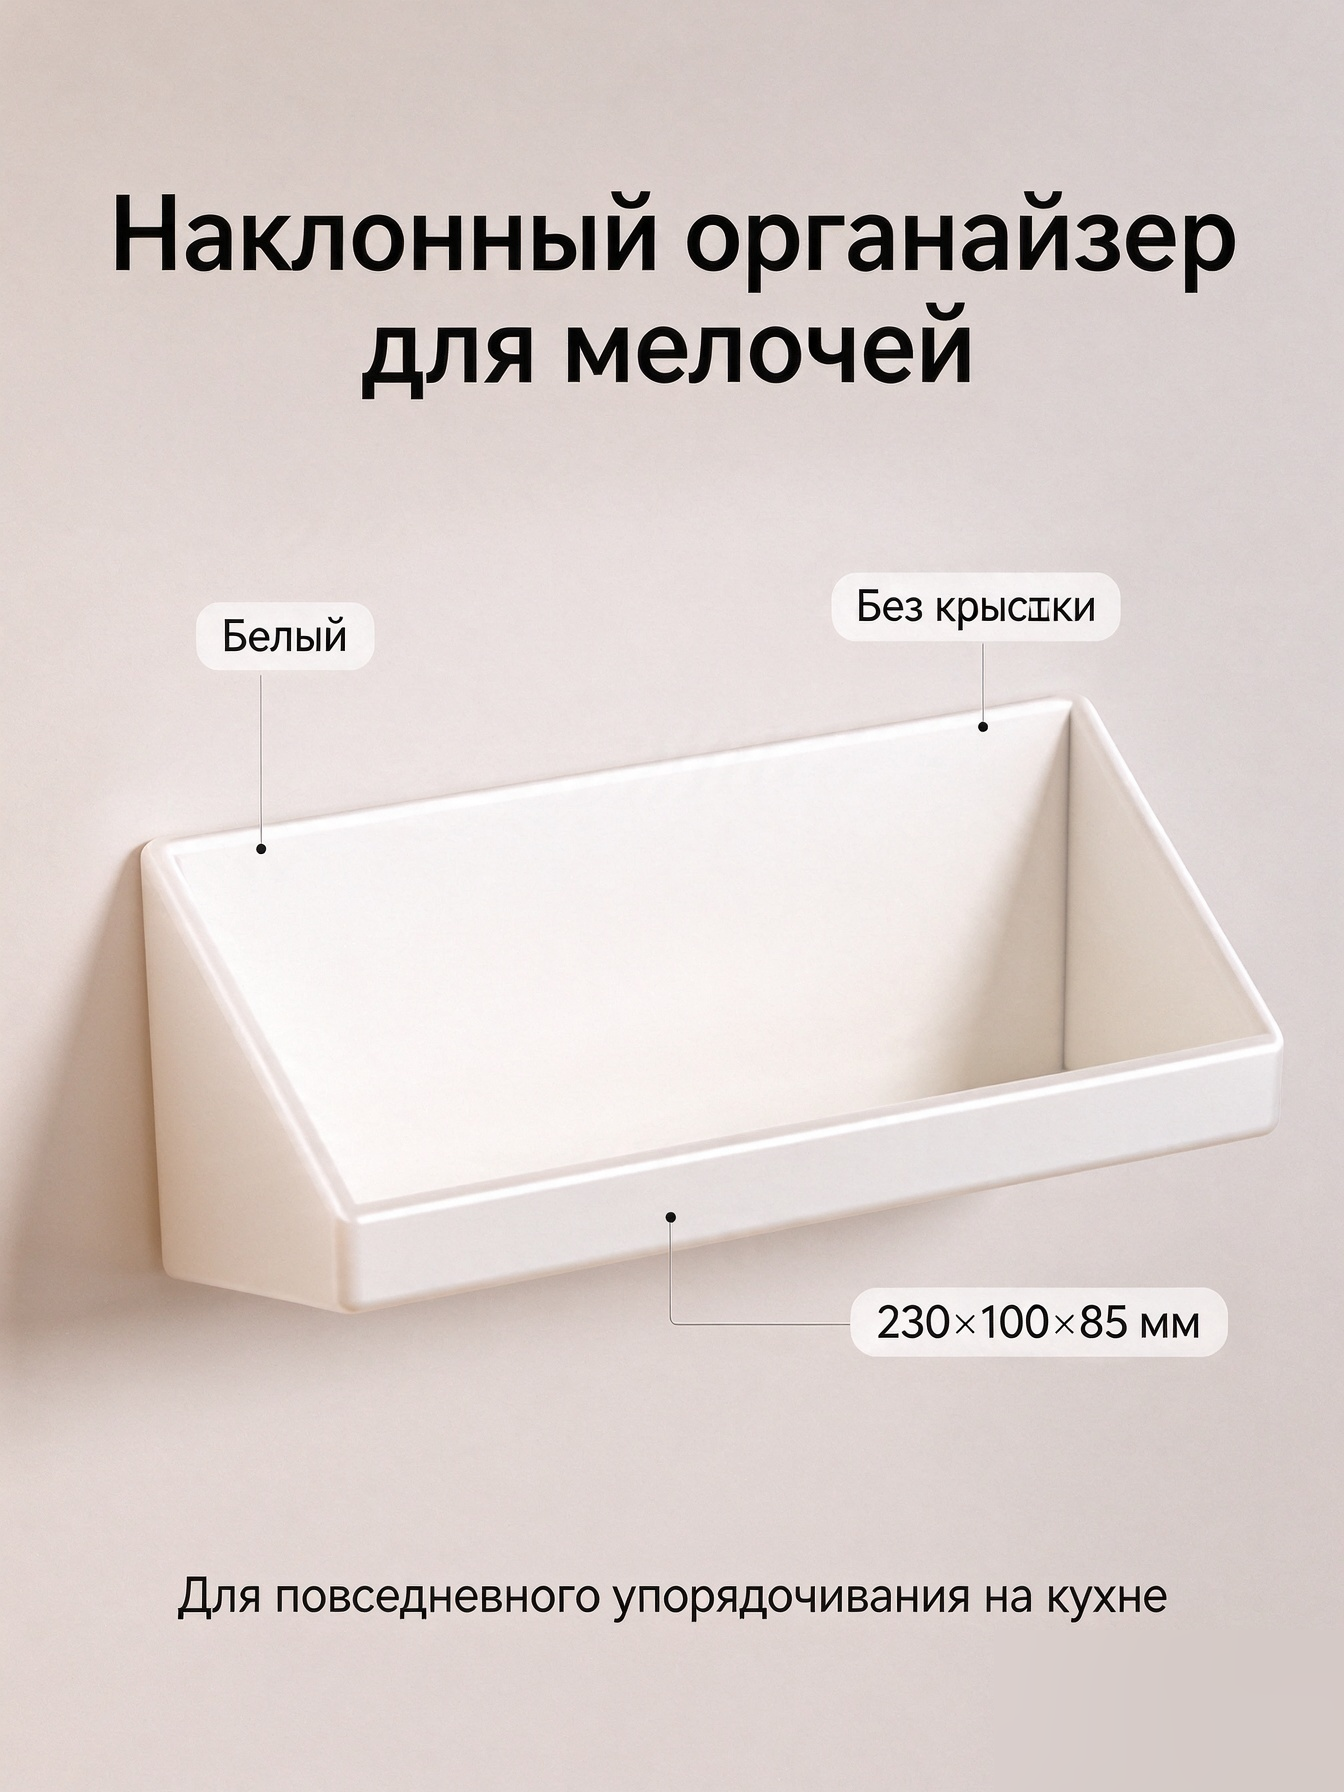 Наклонный органайзер
для мелочей
Белый
Без
230×100×85 мм
Для повседневного упорядочивания на кухне